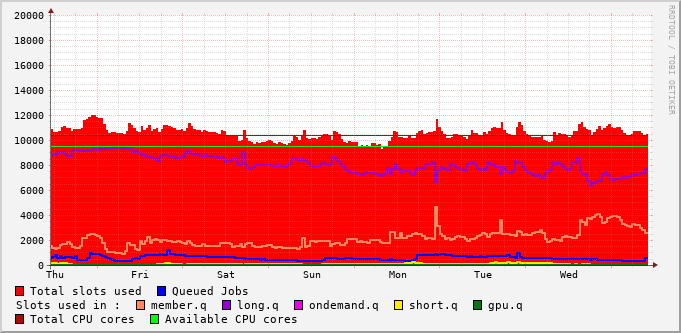 RRDTOOL / TOBI OETIKER
20000
18000
16000
14000
12000
10000
8000
6000
4000
2000
0
Thu Fri Sat Sun Mon Tue Wed
Total slots used Queued Jobs
Slots used in : member.q long.q ondemand.q short.q gpu.q
Total CPU cores Available CPU cores